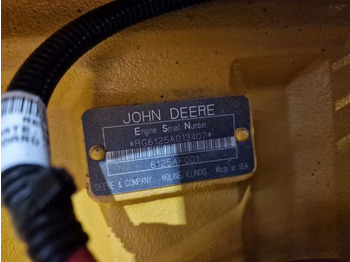 JOHN DEERE
Engine Serial Number
*RG6125A013407*
6125AF001
DEERE & COMPANY MOLINE, ILLINOIS MADE IN USA